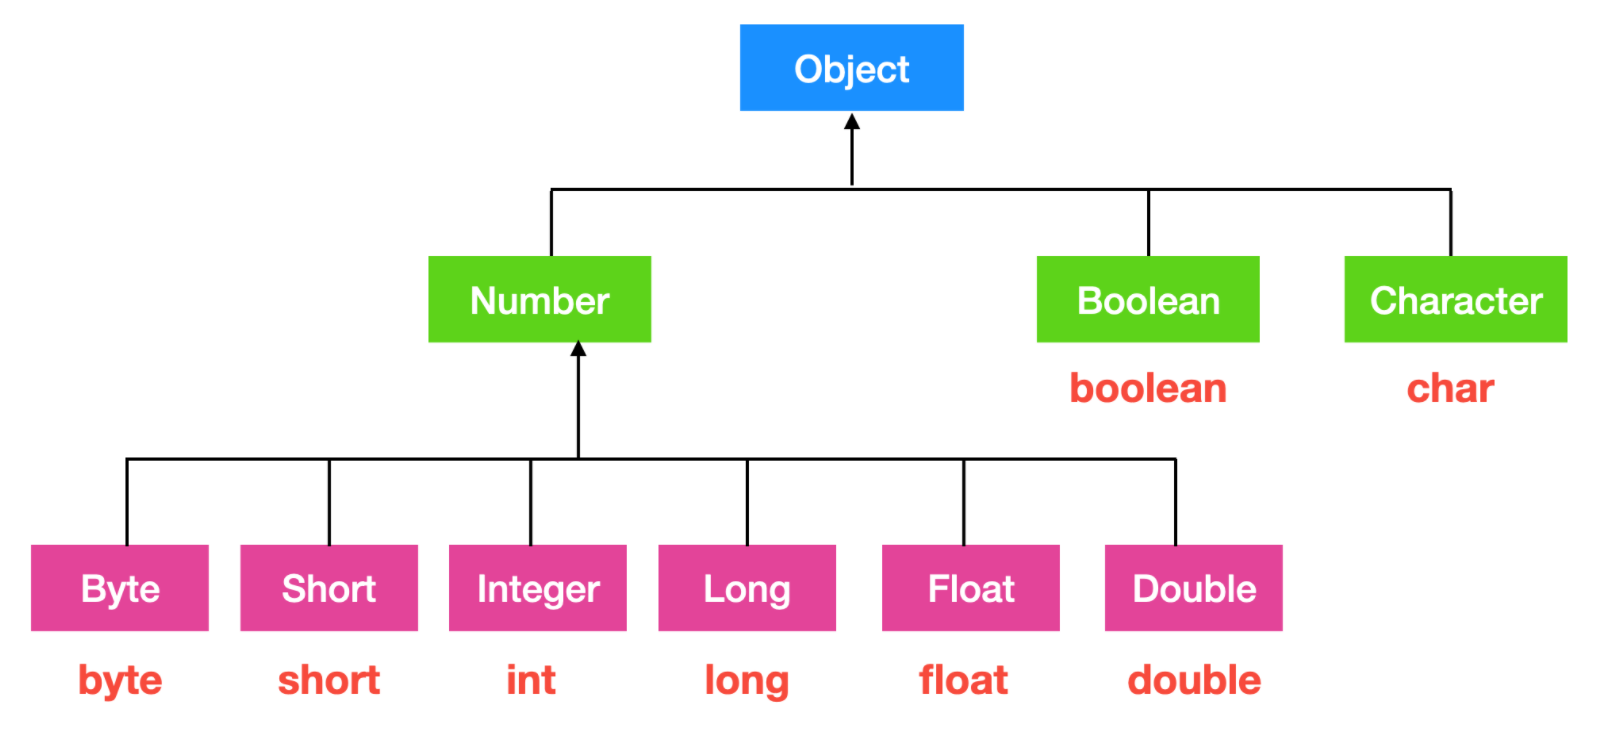 Object
Number
Boolean
Character
boolean
char
Byte
Short
Integer
Long
Float
Double
byte
short
int
long
float
double